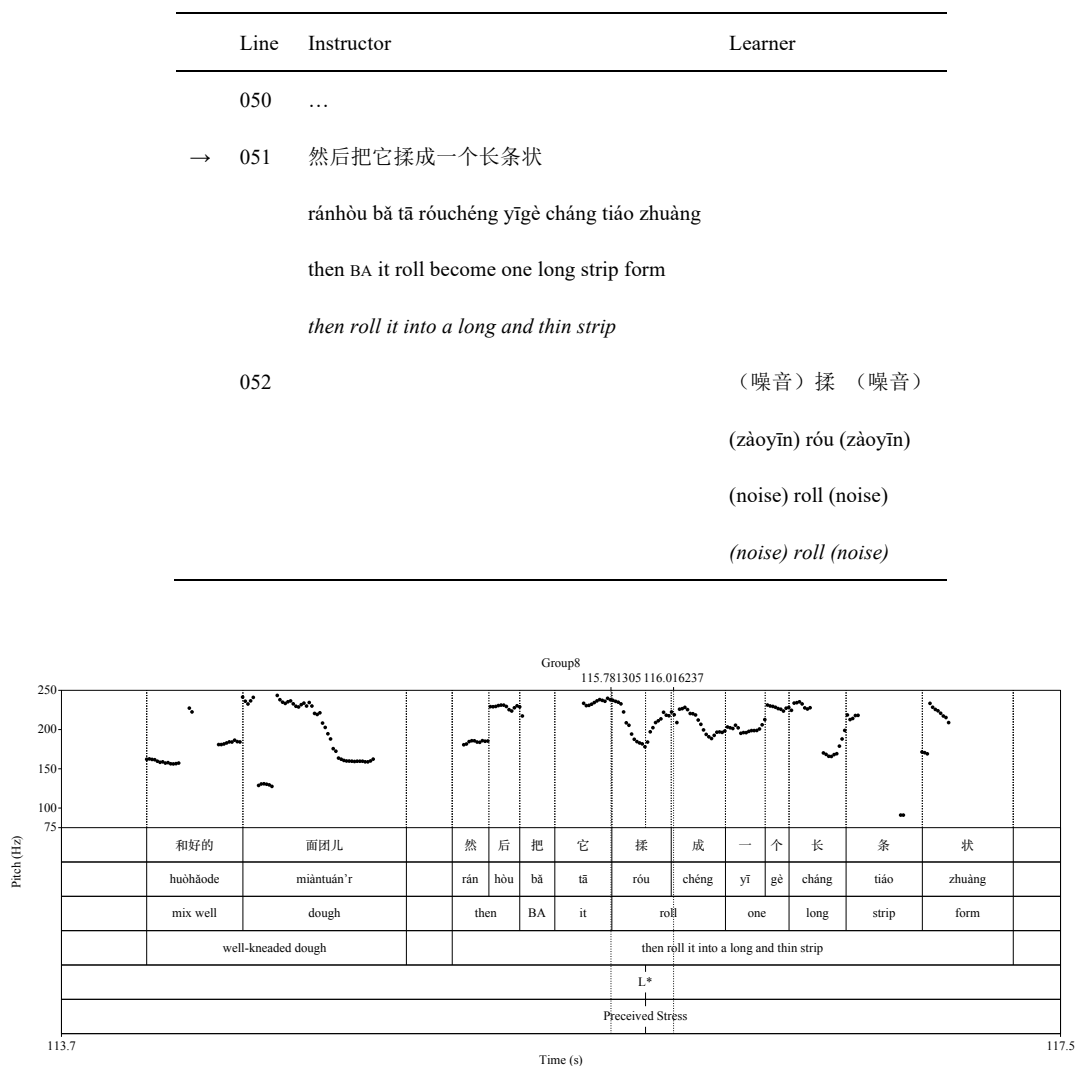 Line Instructor Learner
050 …
→ 051 然后把它揉成一个长条状
ránhòu bǎ tā róuchéng yīgè cháng tiáo zhuàng
then BA it roll become one long strip form
then roll it into a long and thin strip
052 （噪音）揉 （噪音）
(zàoyīn) róu (zàoyīn)
(noise) roll (noise)
(noise) roll (noise)
Group8
115.781305 116.016237
250
200
150
100
75
Pitch (Hz)
和好的 面团儿 然 后 把 它 揉 成 一 个 长 条 状
huòhǎode miàntuán’r rán hòu bǎ tā róu chéng yī gè cháng tiáo zhuàng
mix well dough then BA it roll one long strip form
well-kneaded dough then roll it into a long and thin strip
L*
Preceived Stress
113.7 117.5
Time (s)